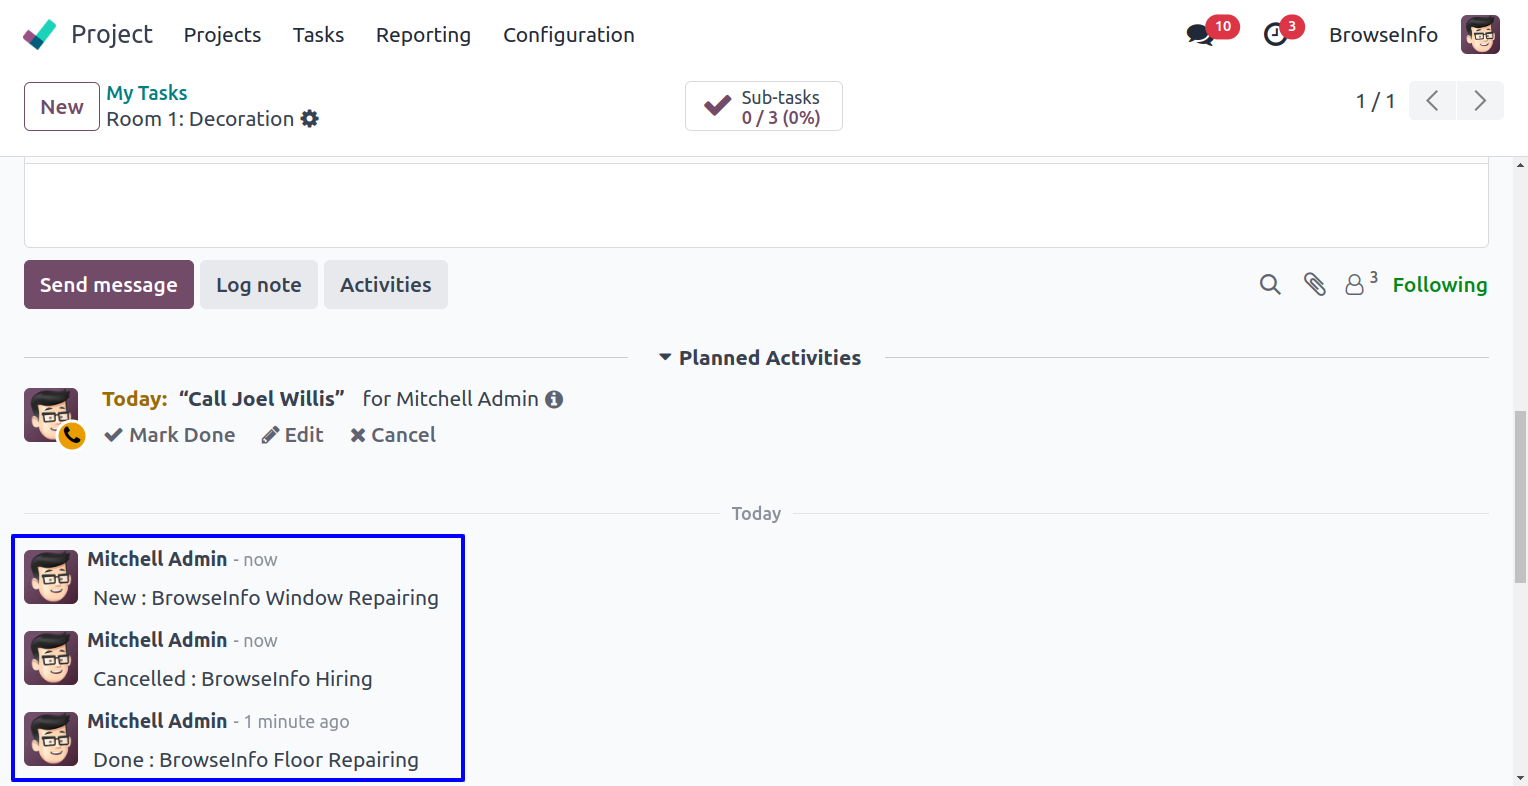 Project Projects Tasks Reporting Configuration 10 3 BrowseInfo
New My Tasks
Room 1: Decoration
Sub-tasks
0 / 3 (0%)
1 / 1
Send message Log note Activities 3 Following
Planned Activities
Today: “Call Joel Willis” for Mitchell Admin
Mark Done Edit Cancel
Today
Mitchell Admin - now
New : BrowseInfo Window Repairing
Mitchell Admin - now
Cancelled : BrowseInfo Hiring
Mitchell Admin - 1 minute ago
Done : BrowseInfo Floor Repairing